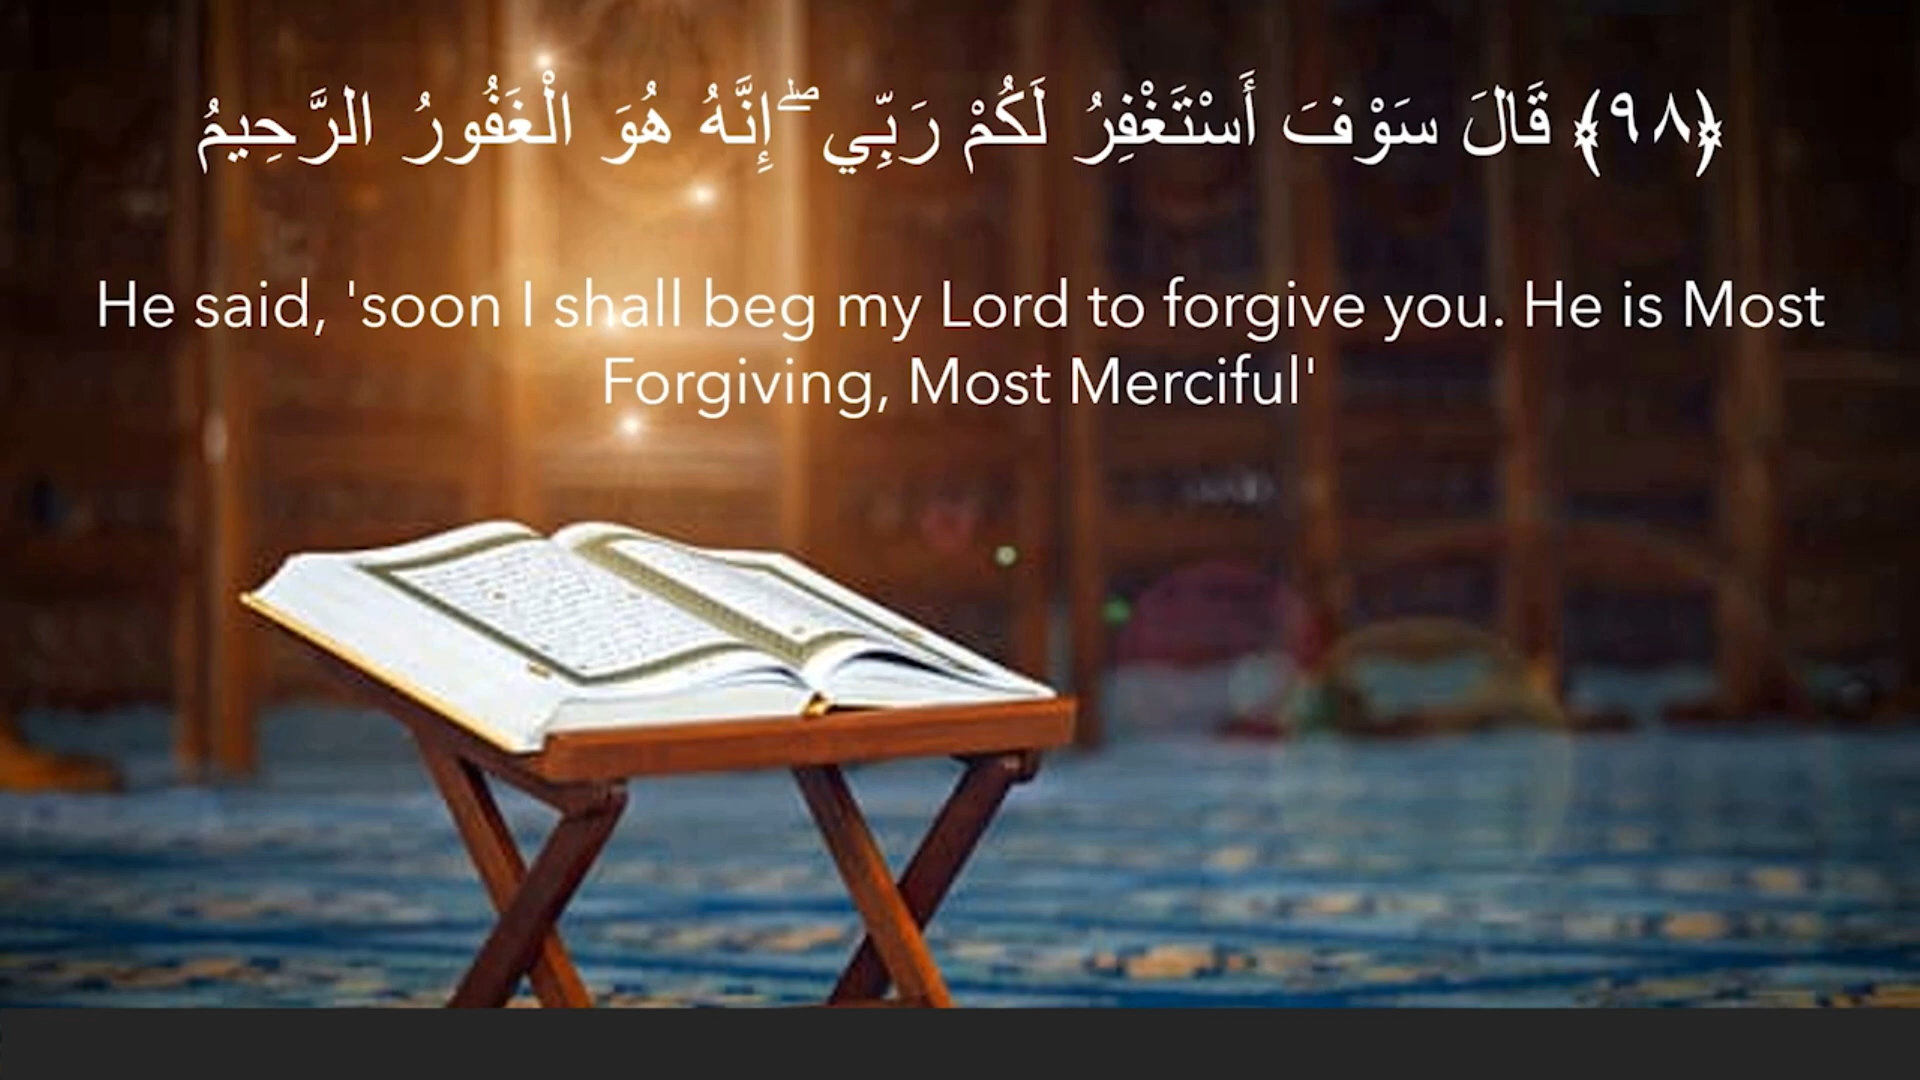 ﴿٩٨﴾ قَالَ سَوْفَ أَسْتَغْفِرُ لَكُمْ رَبِّي ۖ إِنَّهُ هُوَ الْغَفُورُ الرَّحِيمُ
He said, 'soon I shall beg my Lord to forgive you. He is Most
Forgiving, Most Merciful'